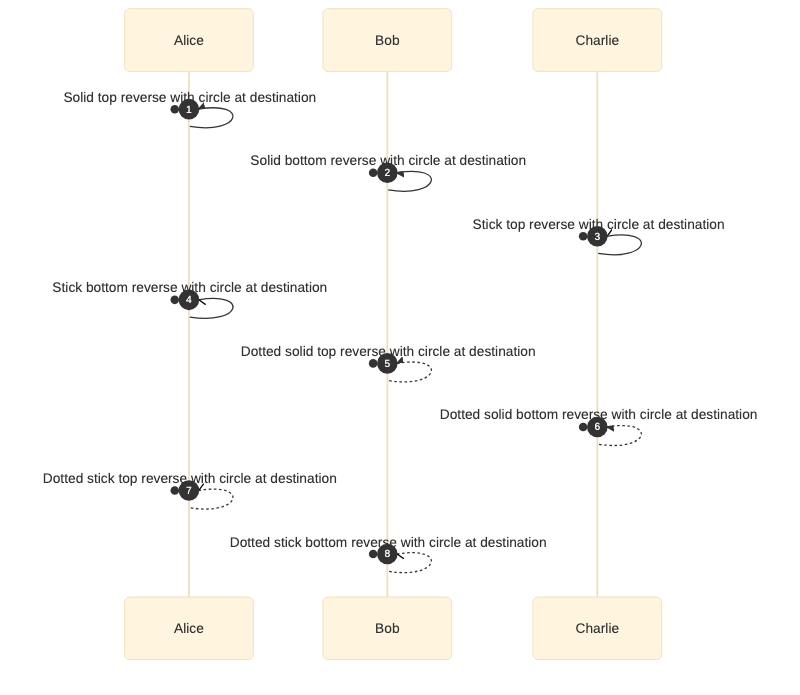 Alice
Bob
Charlie
Solid top reverse with circle at destination
1
Solid bottom reverse with circle at destination
2
Stick top reverse with circle at destination
3
Stick bottom reverse with circle at destination
4
Dotted solid top reverse with circle at destination
5
Dotted solid bottom reverse with circle at destination
6
Dotted stick top reverse with circle at destination
7
Dotted stick bottom reverse with circle at destination
8
Alice
Bob
Charlie